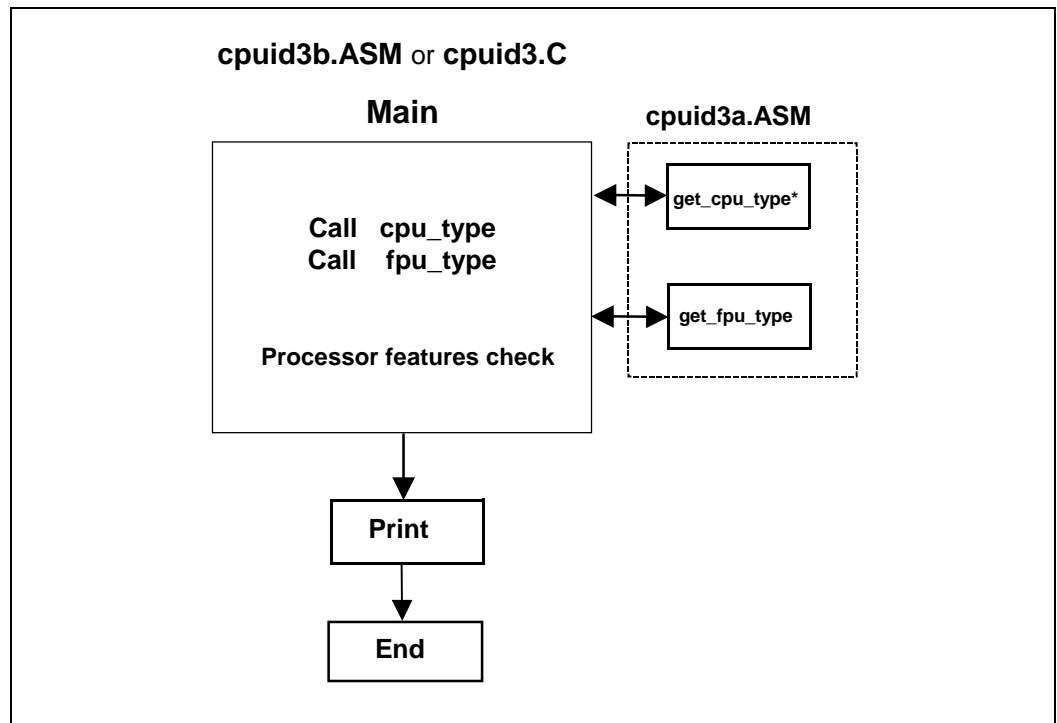 cpuid3b.ASM or cpuid3.C
Main
cpuid3a.ASM
get_cpu_type*
Call cpu_type
Call fpu_type
get_fpu_type
Processor features check
Print
End